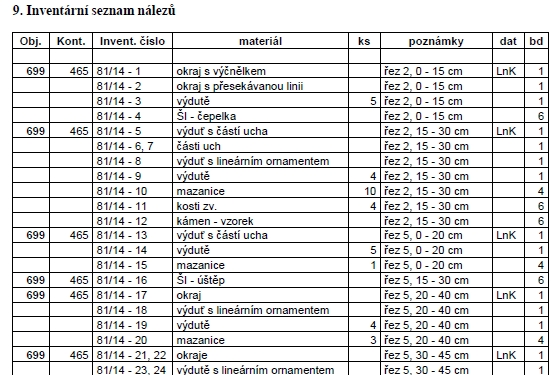 9. Inventární seznam nálezů
Obj. Kont. Invent. číslo materiál ks poznámky dat bd
699 465 81/14 - 1 okraj s výčnělkem řez 2, 0 - 15 cm LnK 1
81/14 - 2 okraj s přesekávanou linii řez 2, 0 - 15 cm 1
81/14 - 3 výdutě 5 řez 2, 0 - 15 cm 1
81/14 - 4 ŠI - čepelka řez 2, 0 - 15 cm 6
699 465 81/14 - 5 výduť s částí ucha řez 2, 15 - 30 cm LnK 1
81/14 - 6, 7 části uch řez 2, 15 - 30 cm 1
81/14 - 8 výduť s lineárním ornamentem řez 2, 15 - 30 cm 1
81/14 - 9 výdutě 4 řez 2, 15 - 30 cm 1
81/14 - 10 mazanice 10 řez 2, 15 - 30 cm 4
81/14 - 11 kosti zv. 4 řez 2, 15 - 30 cm 6
81/14 - 12 kámen - vzorek řez 2, 15 - 30 cm 6
699 465 81/14 - 13 výduť s částí ucha řez 5, 0 - 20 cm LnK 1
81/14 - 14 výdutě 5 řez 5, 0 - 20 cm 1
81/14 - 15 mazanice 1 řez 5, 0 - 20 cm 4
699 465 81/14 - 16 ŠI - úštěp řez 5, 15 - 30 cm 6
699 465 81/14 - 17 okraj řez 5, 20 - 40 cm LnK 1
81/14 - 18 výduť s lineárním ornamentem řez 5, 20 - 40 cm 1
81/14 - 19 výdutě 4 řez 5, 20 - 40 cm 1
81/14 - 20 mazanice 3 řez 5, 20 - 40 cm 4
699 465 81/14 - 21, 22 okraje řez 5, 30 - 45 cm LnK 1
81/14 - 23, 24 výdutě s lineárním ornamentem řez 5, 30 - 45 cm 1